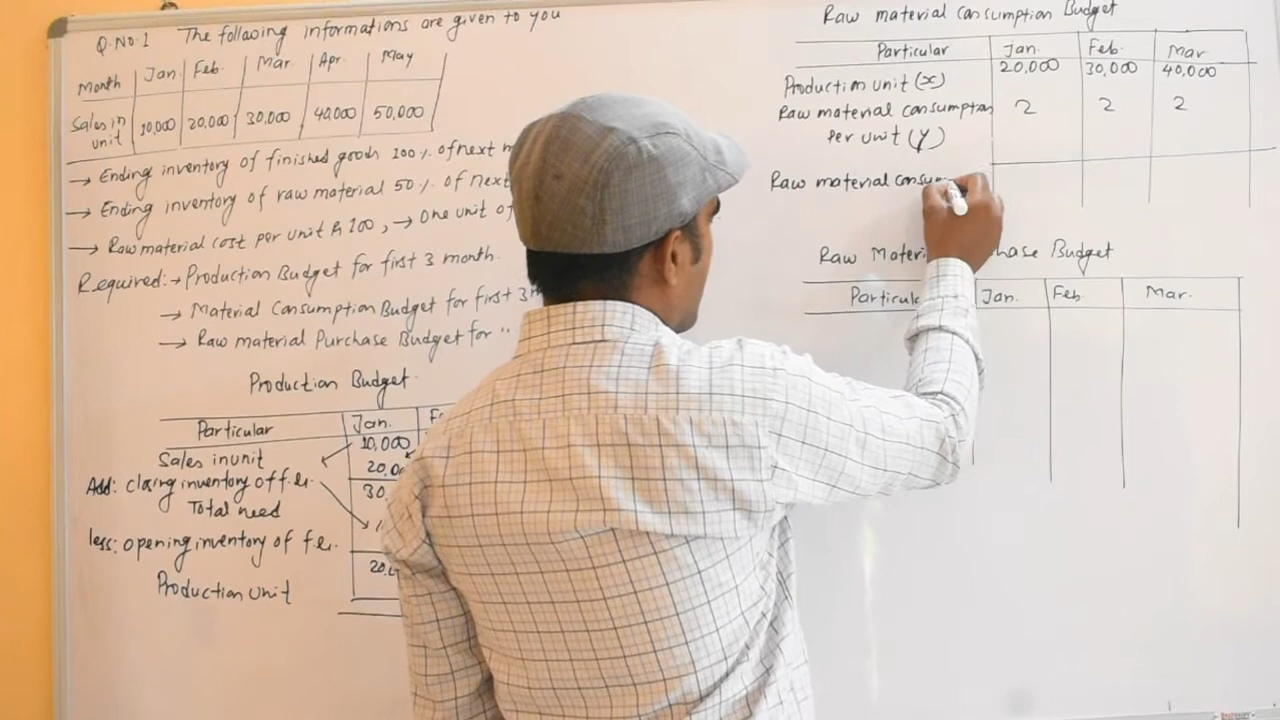 Q.No.1 The following informations are given to you
Month Jan. Feb. Mar. Apr. May
Sales in unit 10,000 20,000 30,000 40,000 50,000
→ Ending inventory of finished goods 100% of next
→ Ending inventory of raw material 50% of next
→ Raw material cost per unit Rs 100, → One unit of
Required:→ Production Budget for first 3 month.
→ Material Consumption Budget for first 3
→ Raw material Purchase Budget for "
Production Budget
Particular Jan.
Sales in unit 10,000
Add: closing inventory of f.G.
Total need 30,
less: opening inventory of f.G.
Production unit
Raw material Consumption Budget
Particular Jan. Feb. Mar
Production unit (x) 20,000 30,000 40,000
Raw material consumption 2 2 2
per unit (y)
Raw material consum
Raw Materi hase Budget
Particula Jan. Feb. Mar.